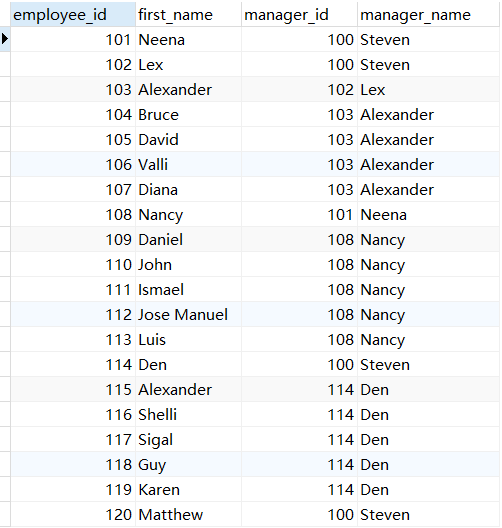 employee_id first_name manager_id manager_name
101 Neena 100 Steven
102 Lex 100 Steven
103 Alexander 102 Lex
104 Bruce 103 Alexander
105 David 103 Alexander
106 Valli 103 Alexander
107 Diana 103 Alexander
108 Nancy 101 Neena
109 Daniel 108 Nancy
110 John 108 Nancy
111 Ismael 108 Nancy
112 Jose Manuel 108 Nancy
113 Luis 108 Nancy
114 Den 100 Steven
115 Alexander 114 Den
116 Shelli 114 Den
117 Sigal 114 Den
118 Guy 114 Den
119 Karen 114 Den
120 Matthew 100 Steven